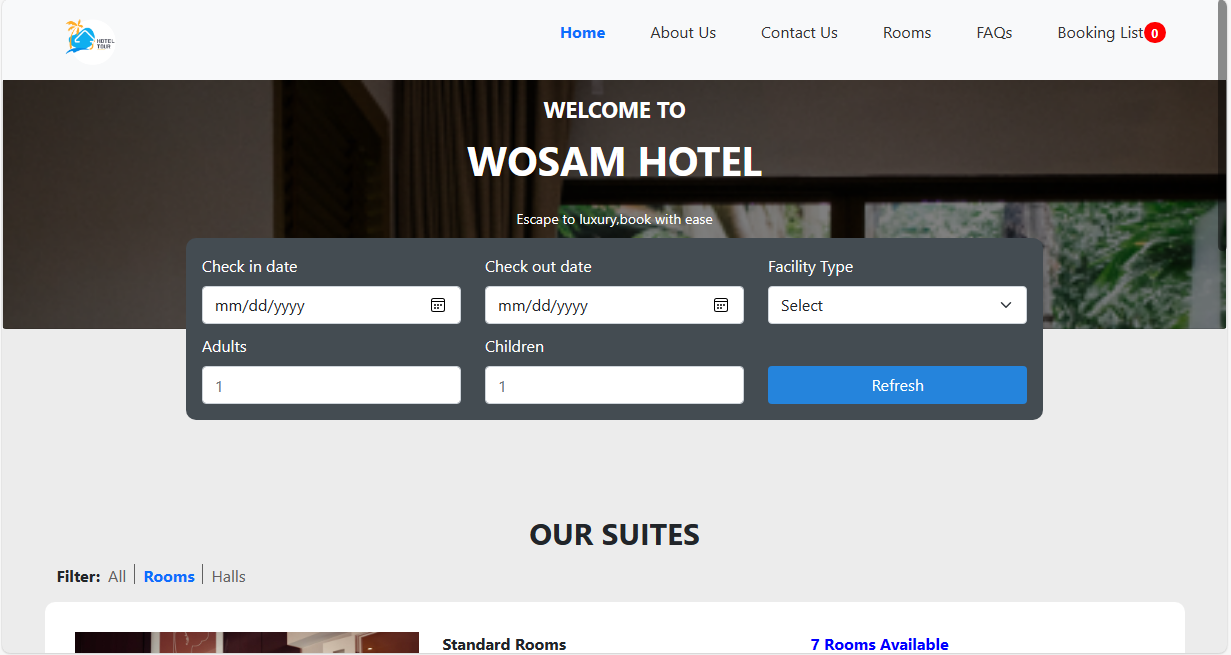 HOTEL
TOUR
Home About Us Contact Us Rooms FAQs Booking List 0
WELCOME TO
WOSAM HOTEL
Escape to luxury,book with ease
Check in date Check out date Facility Type
mm/dd/yyyy mm/dd/yyyy Select
Adults Children
1 1 Refresh
OUR SUITES
Filter: All Rooms Halls
Standard Rooms 7 Rooms Available